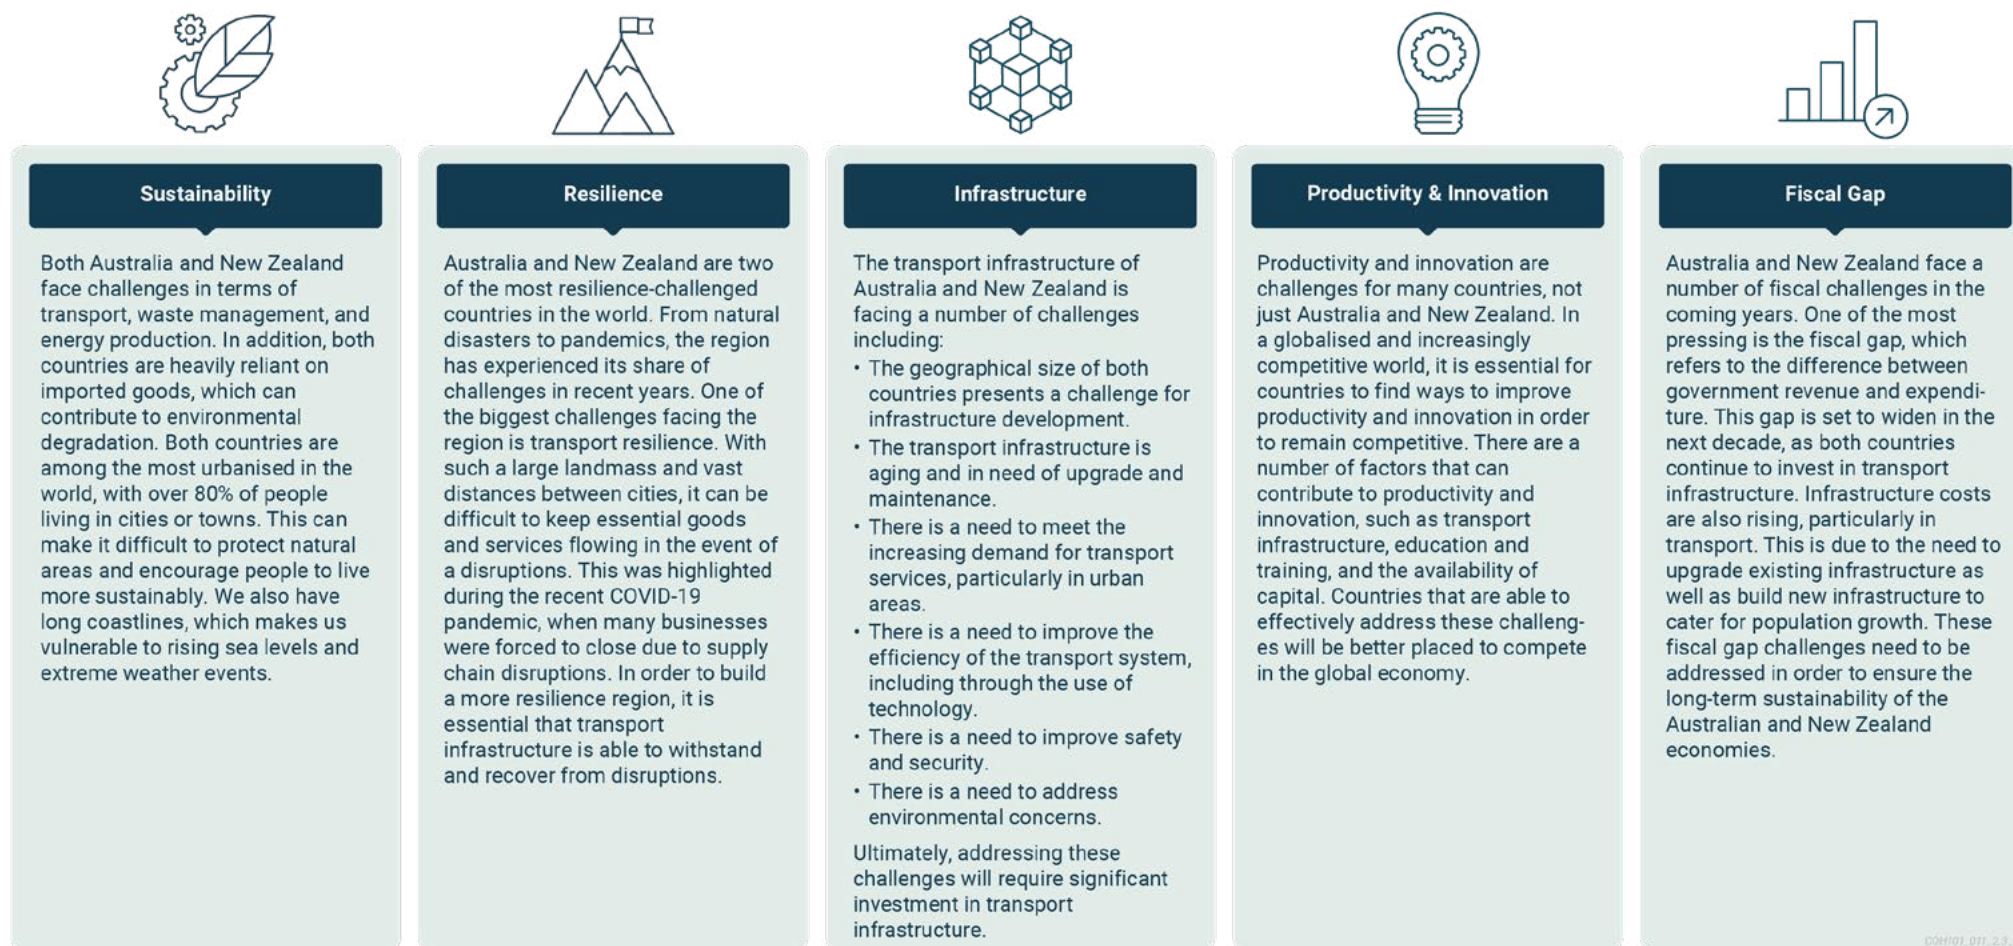 Sustainability
Both Australia and New Zealand
face challenges in terms of
transport, waste management, and
energy production. In addition, both
countries are heavily reliant on
imported goods, which can
contribute to environmental
degradation. Both countries are
among the most urbanised in the
world, with over 80% of people
living in cities or towns. This can
make it difficult to protect natural
areas and encourage people to live
more sustainably. We also have
long coastlines, which makes us
vulnerable to rising sea levels and
extreme weather events.
Resilience
Australia and New Zealand are two
of the most resilience-challenged
countries in the world. From natural
disasters to pandemics, the region
has experienced its share of
challenges in recent years. One of
the biggest challenges facing the
region is transport resilience. With
such a large landmass and vast
distances between cities, it can be
difficult to keep essential goods
and services flowing in the event of
a disruptions. This was highlighted
during the recent COVID-19
pandemic, when many businesses
were forced to close due to supply
chain disruptions. In order to build
a more resilience region, it is
essential that transport
infrastructure is able to withstand
and recover from disruptions.
Infrastructure
The transport infrastructure of
Australia and New Zealand is
facing a number of challenges
including:
• The geographical size of both
countries presents a challenge for
infrastructure development.
• The transport infrastructure is
aging and in need of upgrade and
maintenance.
• There is a need to meet the
increasing demand for transport
services, particularly in urban
areas.
• There is a need to improve the
efficiency of the transport system,
including through the use of
technology.
• There is a need to improve safety
and security.
• There is a need to address
environmental concerns.
Ultimately, addressing these
challenges will require significant
investment in transport
infrastructure.
Productivity & Innovation
Productivity and innovation are
challenges for many countries, not
just Australia and New Zealand. In
a globalised and increasingly
competitive world, it is essential for
countries to find ways to improve
productivity and innovation in order
to remain competitive. There are a
number of factors that can
contribute to productivity and
innovation, such as transport
infrastructure, education and
training, and the availability of
capital. Countries that are able to
effectively address these challeng-
es will be better placed to compete
in the global economy.
Fiscal Gap
Australia and New Zealand face a
number of fiscal challenges in the
coming years. One of the most
pressing is the fiscal gap, which
refers to the difference between
government revenue and expendi-
ture. This gap is set to widen in the
next decade, as both countries
continue to invest in transport
infrastructure. Infrastructure costs
are also rising, particularly in
transport. This is due to the need to
upgrade existing infrastructure as
well as build new infrastructure to
cater for population growth. These
fiscal gap challenges need to be
addressed in order to ensure the
long-term sustainability of the
Australian and New Zealand
economies.